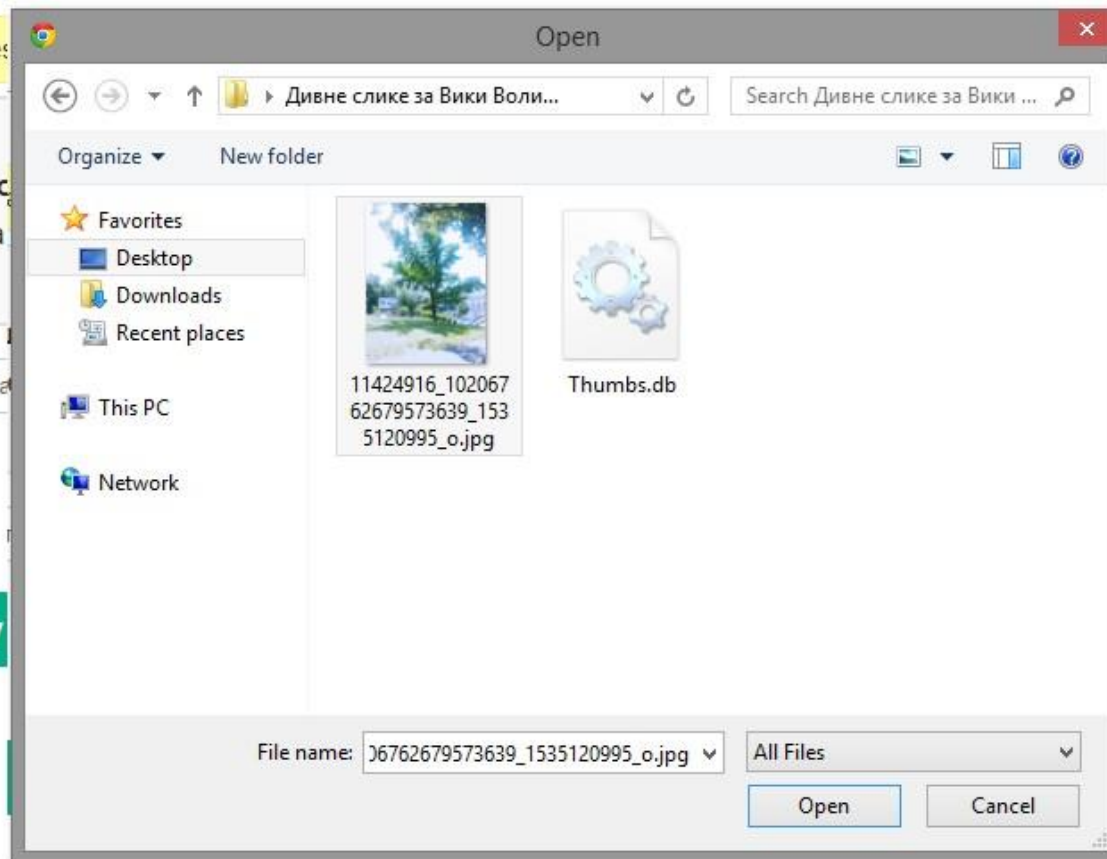 Open
Дивне слике за Вики Воли...
Search Дивне слике за Вики ...
Organize
New folder
Favorites
Desktop
Downloads
Recent places
This PC
Network
11424916_102067
62679573639_153
5120995_o.jpg
Thumbs.db
File name: 06762679573639_1535120995_o.jpg
All Files
Open
Cancel